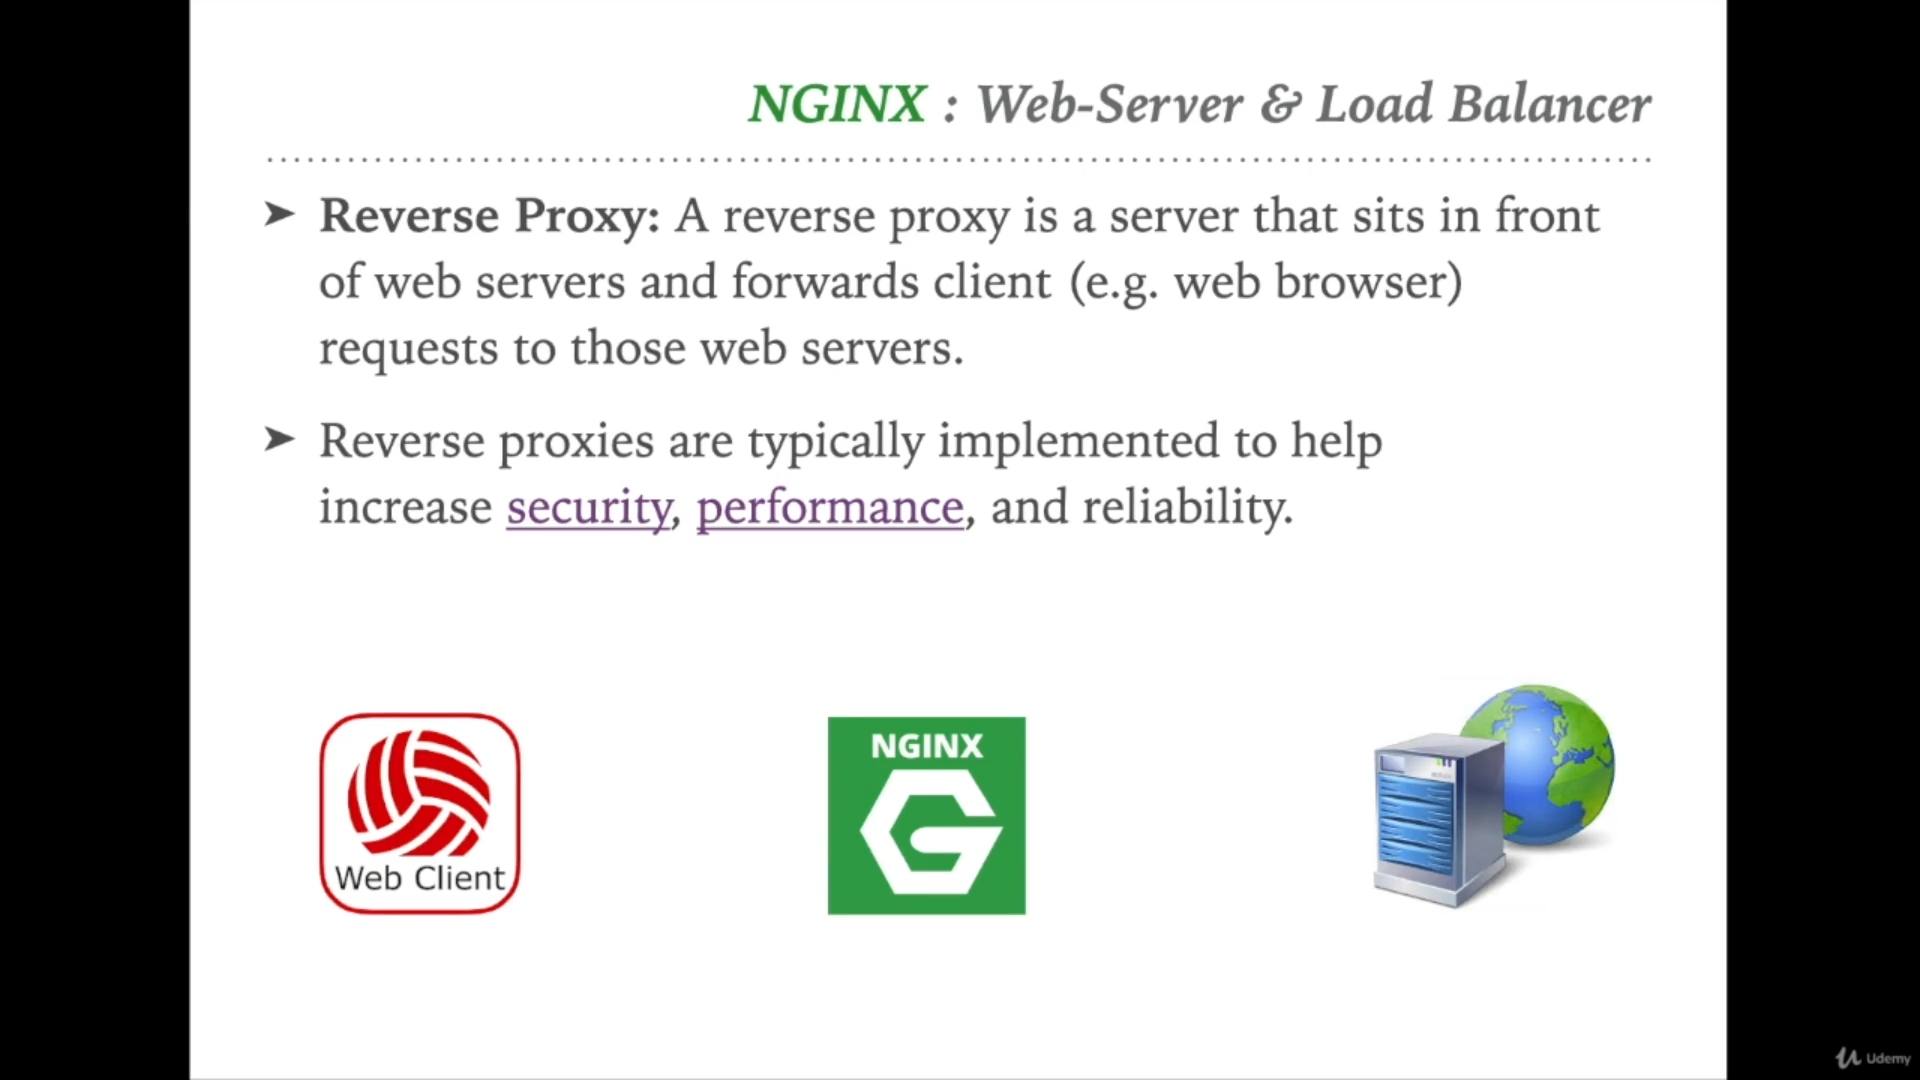 NGINX : Web-Server & Load Balancer
➤ Reverse Proxy: A reverse proxy is a server that sits in front
of web servers and forwards client (e.g. web browser)
requests to those web servers.
➤ Reverse proxies are typically implemented to help
increase security, performance, and reliability.
Web Client
NGINX
Udemy